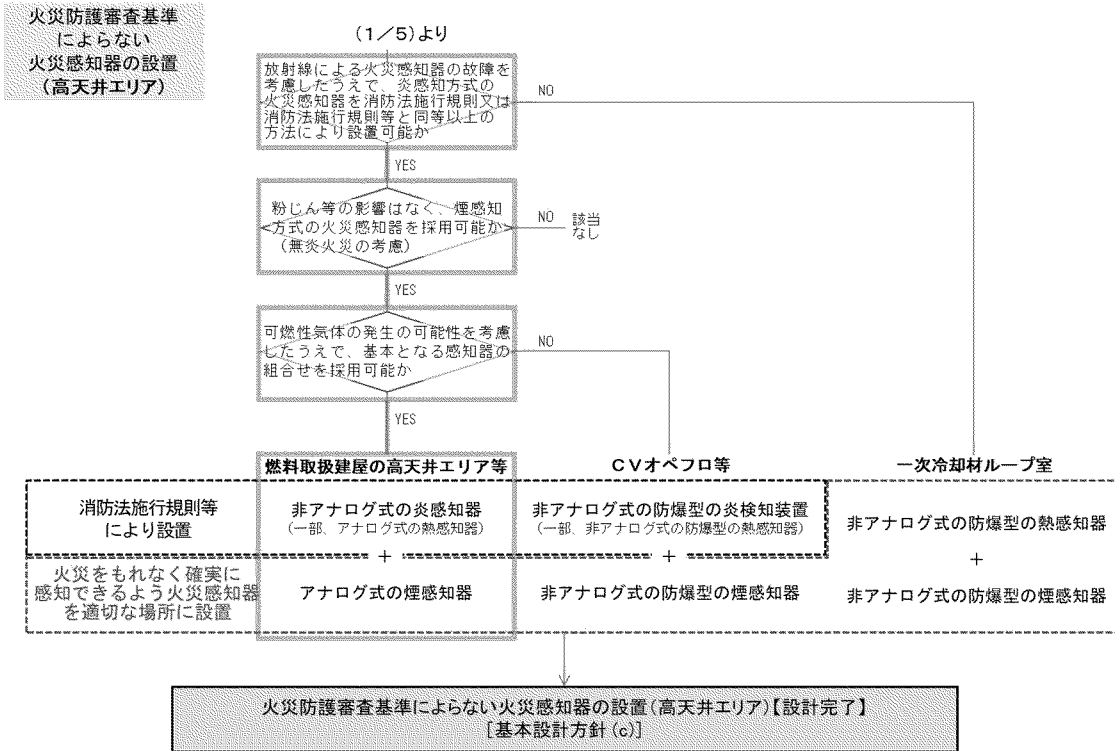 火災防護審査基準
によらない
火災感知器の設置
(高天井エリア)
(1/5)より
放射線による火災感知器の故障を
考慮したうえで、炎感知方式の
火災感知器を消防法施行規則又は
消防法施行規則等と同等以上の
方法により設置可能か
NO
YES
粉じん等の影響はなく、煙感知
方式の火災感知器を採用可能か
(無炎火災の考慮)
NO
該当
なし
YES
可燃性気体の発生の可能性を考慮
したうえで、基本となる感知器の
組合せを採用可能か
NO
YES
燃料取扱建屋の高天井エリア等
CVオペフロ等
一次冷却材ループ室
消防法施行規則等
により設置
非アナログ式の炎感知器
(一部、アナログ式の熱感知器)
非アナログ式の防爆型の炎検知装置
(一部、非アナログ式の防爆型の熱感知器)
非アナログ式の防爆型の熱感知器
+
+
+
火災をもれなく確実に
感知できるよう火災感知器
を適切な場所に設置
アナログ式の煙感知器
非アナログ式の防爆型の煙感知器
非アナログ式の防爆型の煙感知器
火災防護審査基準によらない火災感知器の設置(高天井エリア)【設計完了】
[基本設計方針(c)]